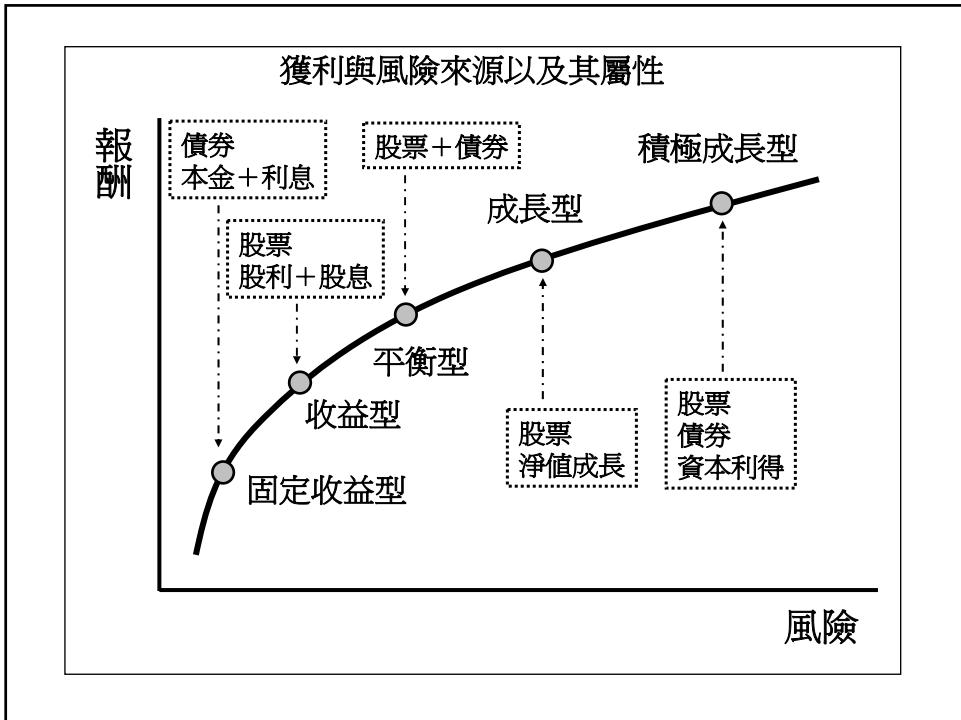 獲利與風險來源以及其屬性
報酬
債券
本金＋利息
股票＋債券
積極成長型
成長型
股票
股利＋股息
平衡型
收益型
股票
債券
資本利得
股票
淨值成長
固定收益型
風險